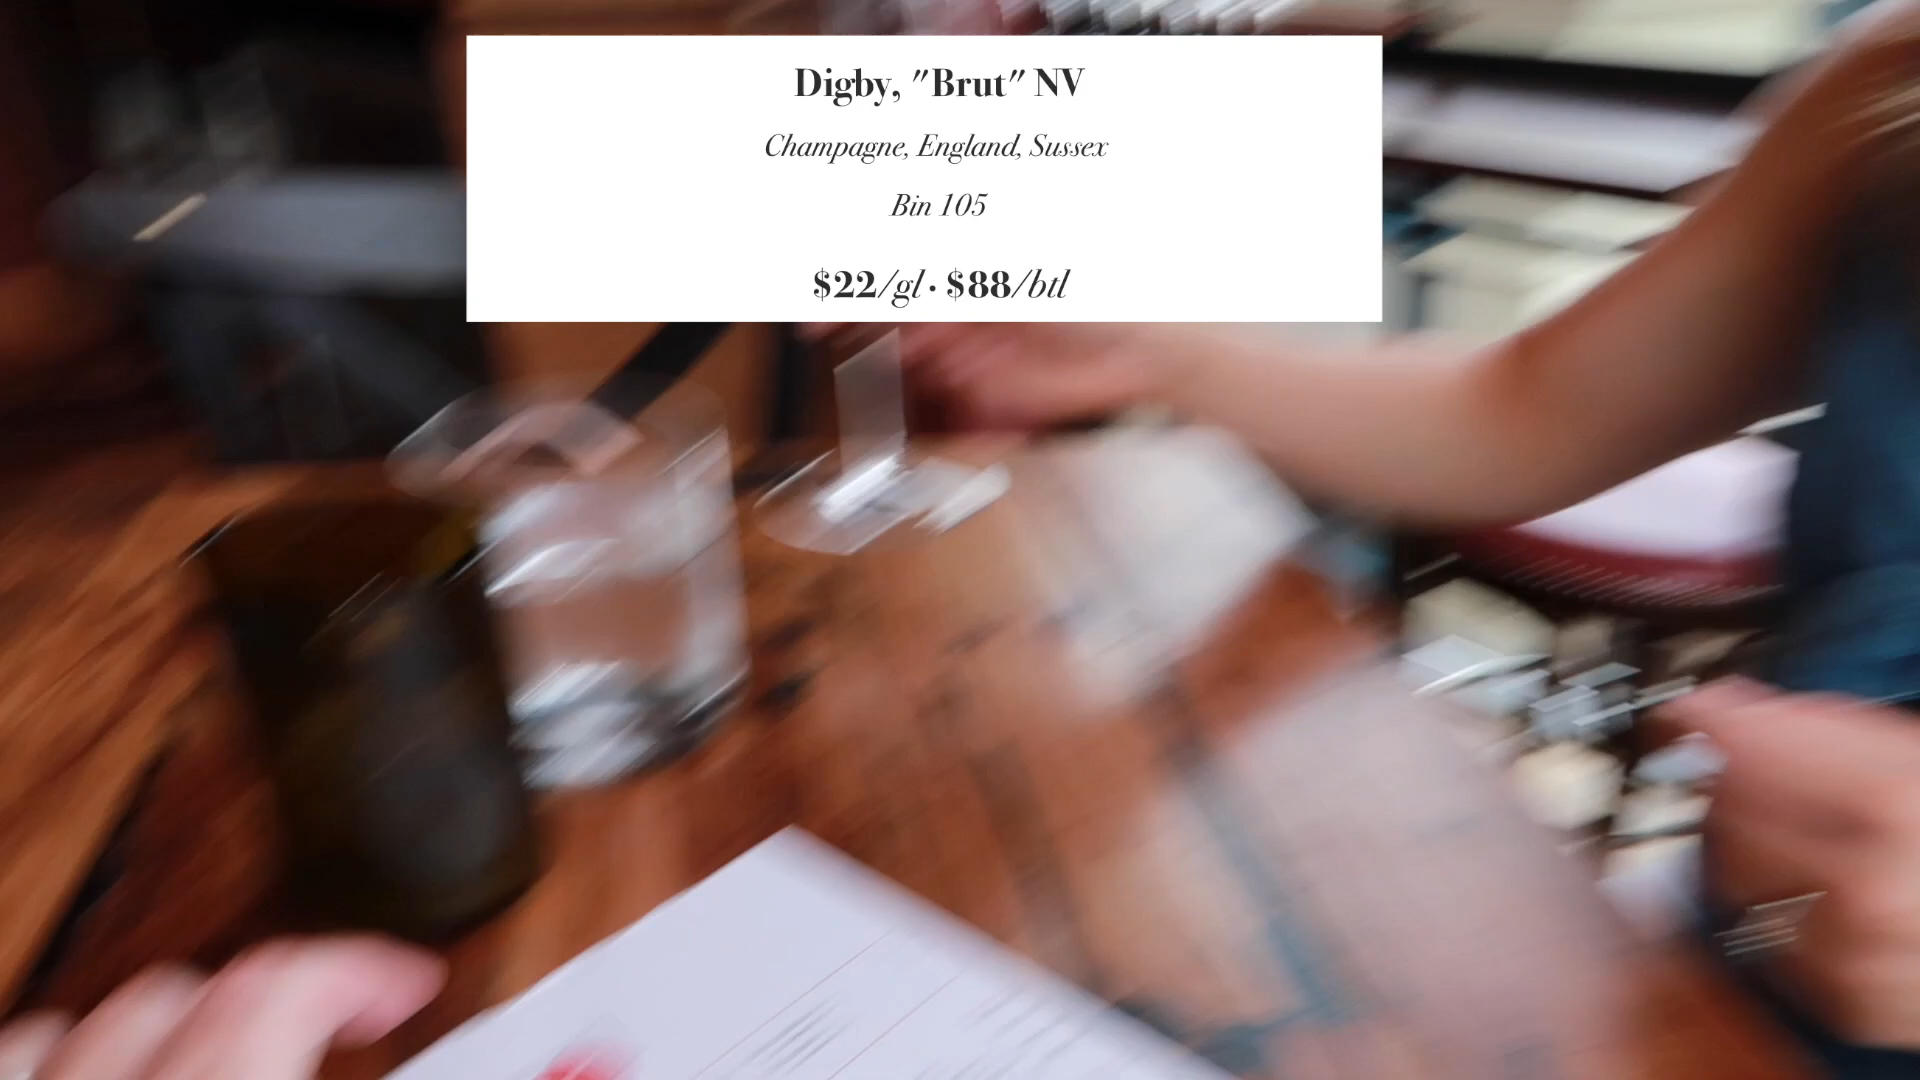 Digby, "Brut" NV
Champagne, England, Sussex
Bin 105
$22/gl · $88/btl